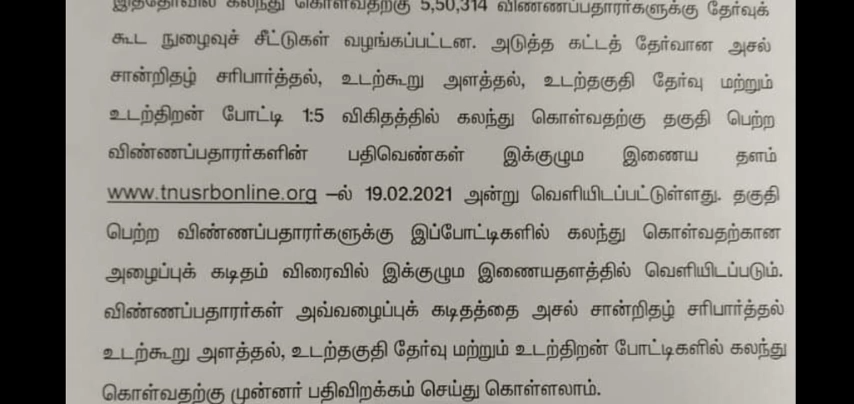 இத்தேர்வில் கலந்து கொள்வதற்கு 5,50,314 விண்ணப்பதாரர்களுக்கு தேர்வுக்
கூட நுழைவுச் சீட்டுகள் வழங்கப்பட்டன. அடுத்த கட்டத் தேர்வான அசல்
சான்றிதழ் சரிபார்த்தல், உடற்கூறு அளத்தல், உடற்தகுதி தேர்வு மற்றும்
உடற்திறன் போட்டி 1:5 விகிதத்தில் கலந்து கொள்வதற்கு தகுதி பெற்ற
விண்ணப்பதாரர்களின் பதிவெண்கள் இக்குழும இணைய தளம்
www.tnusrbonline.org –ல் 19.02.2021 அன்று வெளியிடப்பட்டுள்ளது. தகுதி
பெற்ற விண்ணப்பதாரர்களுக்கு இப்போட்டிகளில் கலந்து கொள்வதற்கான
அழைப்புக் கடிதம் விரைவில் இக்குழும இணையதளத்தில் வெளியிடப்படும்.
விண்ணப்பதாரர்கள் அவ்வழைப்புக் கடிதத்தை அசல் சான்றிதழ் சரிபார்த்தல்
உடற்கூறு அளத்தல், உடற்தகுதி தேர்வு மற்றும் உடற்திறன் போட்டிகளில் கலந்து
கொள்வதற்கு முன்னர் பதிவிறக்கம் செய்து கொள்ளலாம்.